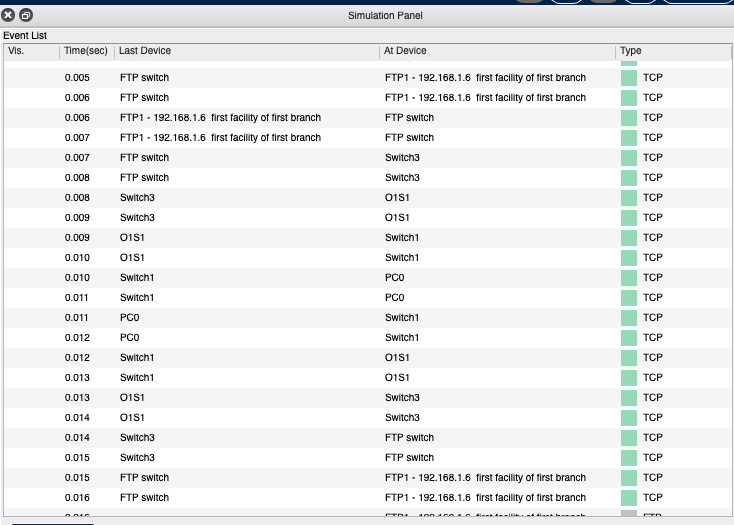 Simulation Panel
Event List
Vis. Time(sec) Last Device At Device Type
0.005 FTP switch FTP1 - 192.168.1.6 first facility of first branch TCP
0.006 FTP switch FTP1 - 192.168.1.6 first facility of first branch TCP
0.006 FTP1 - 192.168.1.6 first facility of first branch FTP switch TCP
0.007 FTP1 - 192.168.1.6 first facility of first branch FTP switch TCP
0.007 FTP switch Switch3 TCP
0.008 FTP switch Switch3 TCP
0.008 Switch3 O1S1 TCP
0.009 Switch3 O1S1 TCP
0.009 O1S1 Switch1 TCP
0.010 O1S1 Switch1 TCP
0.010 Switch1 PC0 TCP
0.011 Switch1 PC0 TCP
0.011 PC0 Switch1 TCP
0.012 PC0 Switch1 TCP
0.012 Switch1 O1S1 TCP
0.013 Switch1 O1S1 TCP
0.013 O1S1 Switch3 TCP
0.014 O1S1 Switch3 TCP
0.014 Switch3 FTP switch TCP
0.015 Switch3 FTP switch TCP
0.015 FTP switch FTP1 - 192.168.1.6 first facility of first branch TCP
0.016 FTP switch FTP1 - 192.168.1.6 first facility of first branch TCP